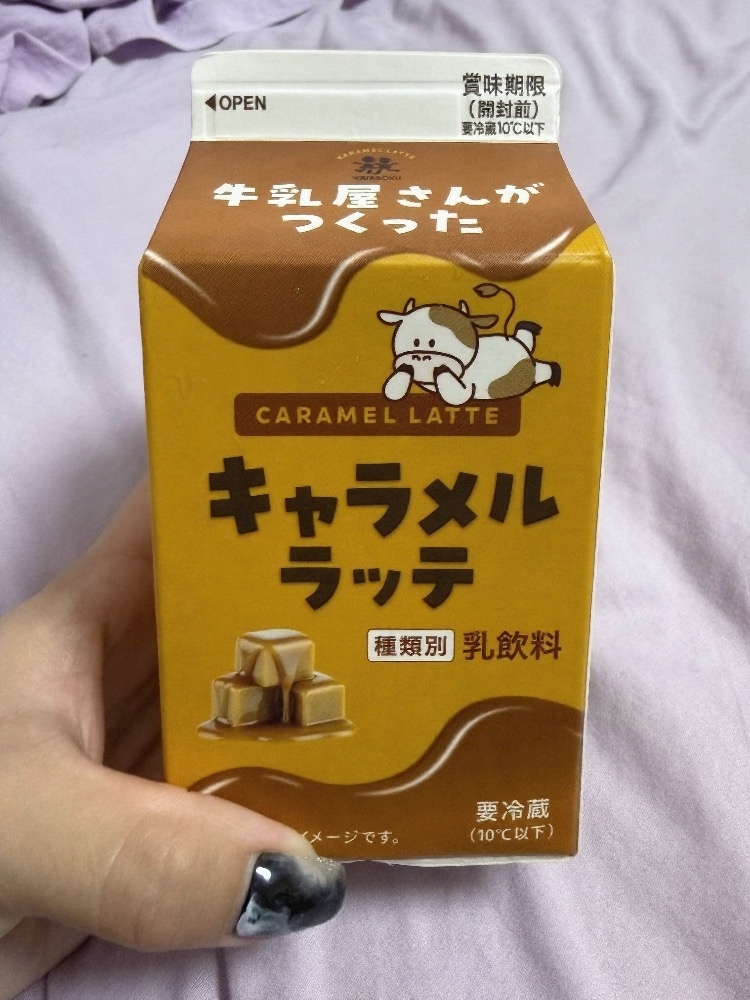 ◀OPEN
賞味期限
(開封前)
要冷蔵10℃以下
CARAMEL LATTE
牛乳屋さんが
つくった
CARAMEL LATTE
キャラメル
ラッテ
種類別 乳飲料
要冷蔵
(10℃以下)
イメージです。